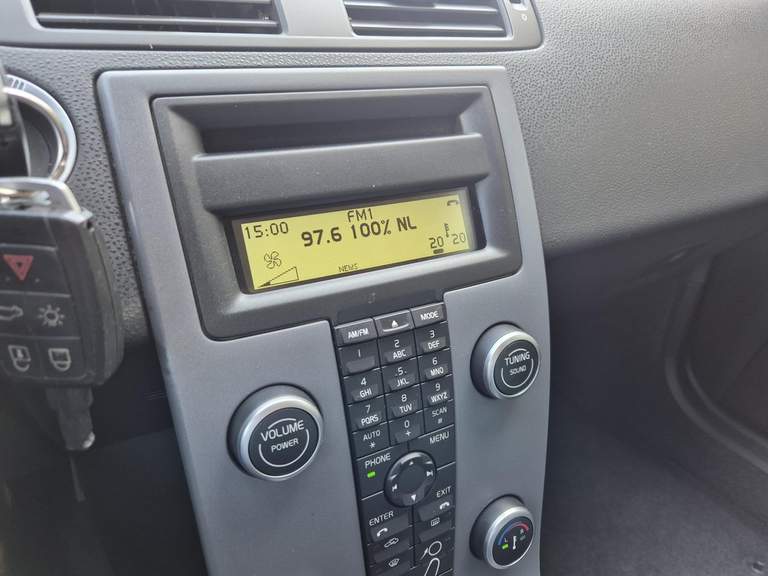 FM1
15:00 97.6 100% NL
20 20
NEWS
AM/FM MODE
1 2 ABC 3 DEF
4 GHI 5 JKL 6 MNO
7 PQRS 8 TUV 9 WXYZ
AUTO * 0 + SCAN #
PHONE MENU
ENTER EXIT
VOLUME
POWER
TUNING
SOUND
L